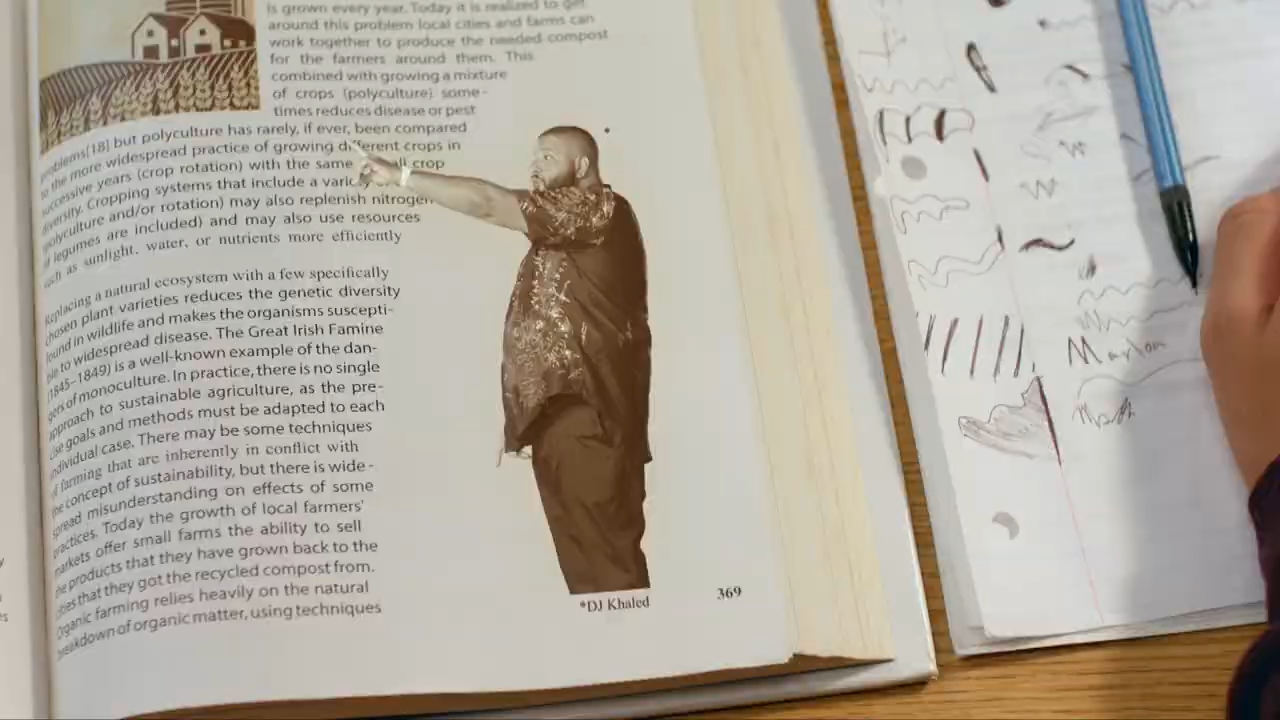 is grown every year. Today it is realized to get
around this problem local cities and farms can
work together to produce the needed compost
for the farmers around them. This
combined with growing a mixture
of crops (polyculture) some-
times reduces disease or pest
problems[18] but polyculture has rarely, if ever, been compared
to the more widespread practice of growing different crops in
successive years (crop rotation) with the same crop
diversity. Cropping systems that include a
polyculture and/or rotation) may also replenish nitrogen
legumes are included) and may also use resources
such as sunlight, water, or nutrients more efficiently
Replacing a natural ecosystem with a few specifically
chosen plant varieties reduces the genetic diversity
found in wildlife and makes the organisms suscepti-
ble to widespread disease. The Great Irish Famine
(1845–1849) is a well-known example of the dan-
gers of monoculture. In practice, there is no single
approach to sustainable agriculture, as the pre-
cise goals and methods must be adapted to each
individual case. There may be some techniques
of farming that are inherently in conflict with
the concept of sustainability, but there is wide-
spread misunderstanding on effects of some
practices. Today the growth of local farmers'
markets offer small farms the ability to sell
the products that they have grown back to the
cities that they got the recycled compost from.
Organic farming relies heavily on the natural
breakdown of organic matter, using techniques
*
*DJ Khaled
369
Marlon